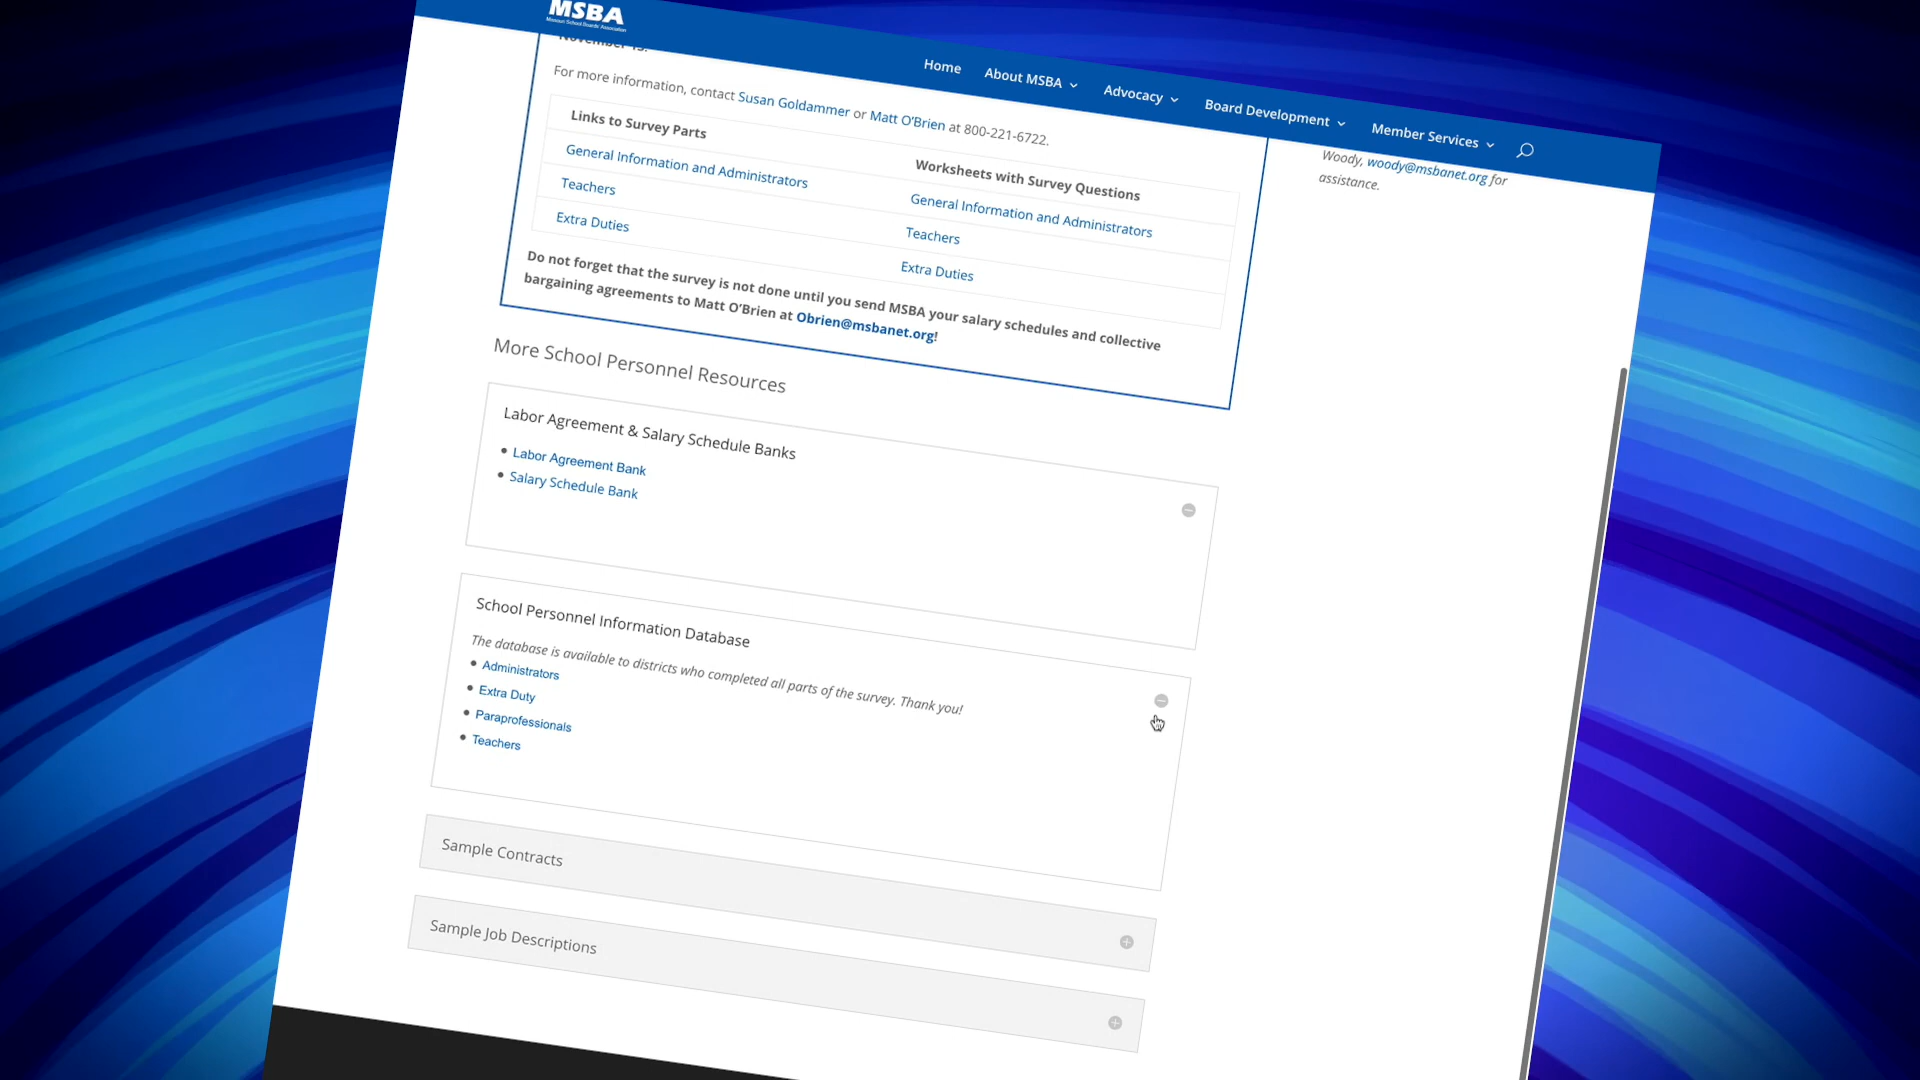 MSBA
Missouri School Boards' Association
Home
About MSBA
Advocacy
Board Development
Member Services
November 15.
For more information, contact Susan Goldammer or Matt O'Brien at 800-221-6722.
Links to Survey Parts
Worksheets with Survey Questions
General Information and Administrators
General Information and Administrators
Teachers
Teachers
Extra Duties
Extra Duties
Do not forget that the survey is not done until you send MSBA your salary schedules and collective
bargaining agreements to Matt O'Brien at Obrien@msbanet.org!
Woody, woody@msbanet.org for
assistance.
More School Personnel Resources
Labor Agreement & Salary Schedule Banks
Labor Agreement Bank
Salary Schedule Bank
School Personnel Information Database
The database is available to districts who completed all parts of the survey. Thank you!
Administrators
Extra Duty
Paraprofessionals
Teachers
Sample Contracts
Sample Job Descriptions